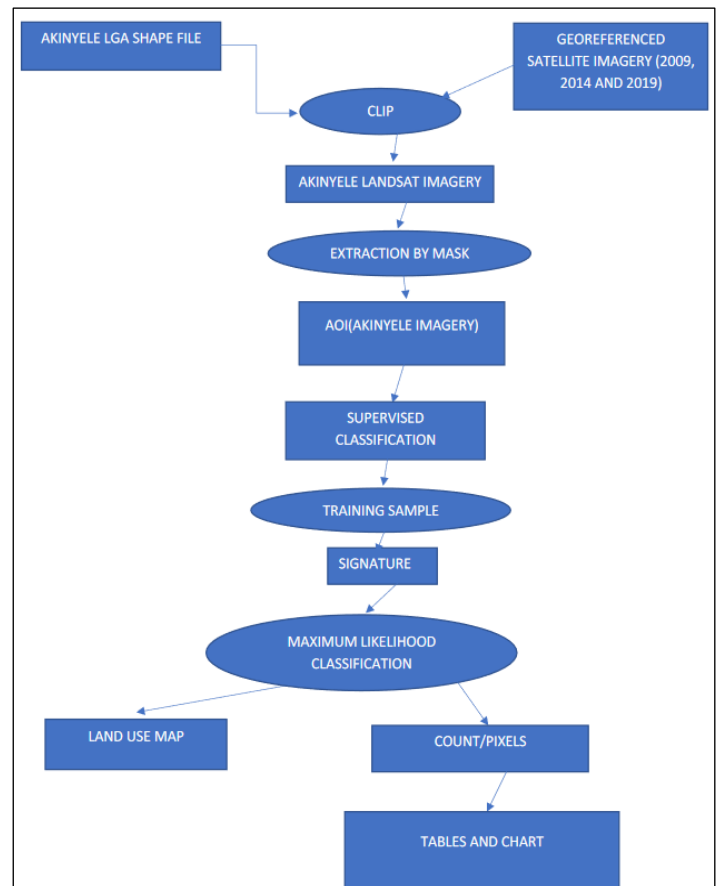 AKINYELE LGA SHAPE FILE
GEOREFERENCED
SATELLITE IMAGERY (2009,
2014 AND 2019)
CLIP
AKINYELE LANDSAT IMAGERY
EXTRACTION BY MASK
AOI(AKINYELE IMAGERY)
SUPERVISED
CLASSIFICATION
TRAINING SAMPLE
SIGNATURE
MAXIMUM LIKELIHOOD
CLASSIFICATION
LAND USE MAP
COUNT/PIXELS
TABLES AND CHART